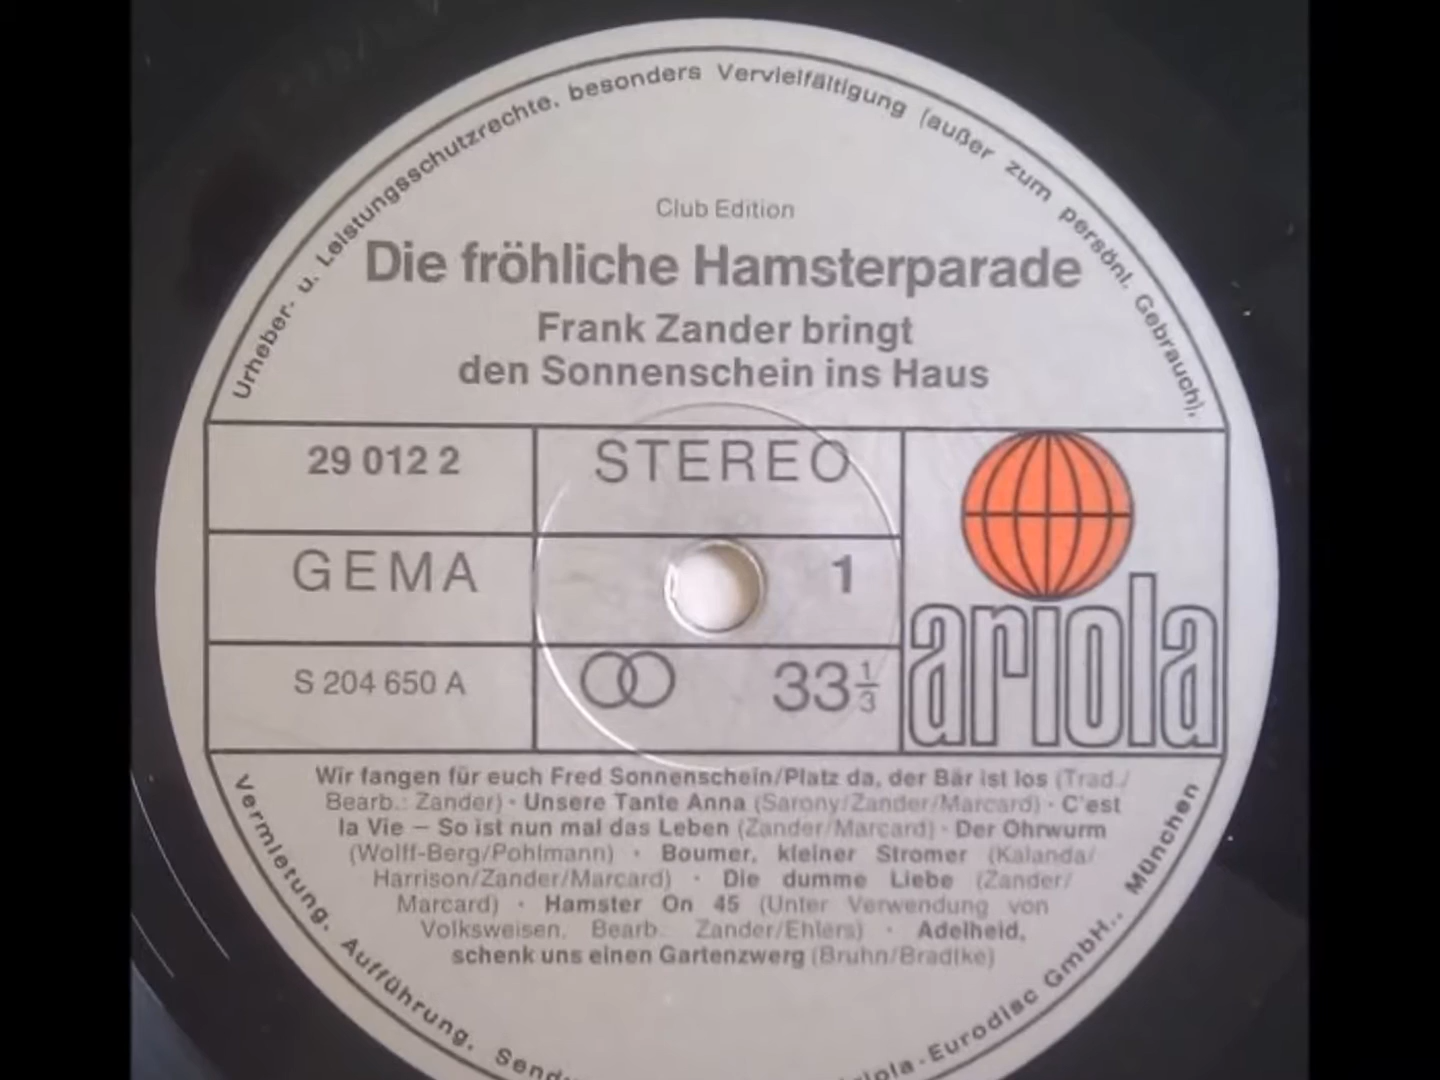 Urheber- u. Leistungsschutzrechte, besonders Vervielfältigung (außer zum persönl. Gebrauch),
Club Edition
Die fröhliche Hamsterparade
Frank Zander bringt
den Sonnenschein ins Haus
29 012 2
STEREO
GEMA
1
S 204 650 A
33 1/3
ariola
Wir fangen für euch Fred Sonnenschein/Platz da, der Bär ist los (Trad./
Bearb.: Zander) · Unsere Tante Anna (Sarony/Zander/Marcard) · C'est
la Vie – So ist nun mal das Leben (Zander/Marcard) · Der Ohrwurm
(Wolff-Berg/Pohlmann) · Boumer, kleiner Stromer (Kalanda/
Harrison/Zander/Marcard) · Die dumme Liebe (Zander/
Marcard) · Hamster On 45 (Unter Verwendung von
Volksweisen, Bearb. Zander/Ehlers) · Adelheid,
schenk uns einen Gartenzwerg (Bruhn/Bradtke)
Vermietung, Aufführung,
Ariola-Eurodisc GmbH., München